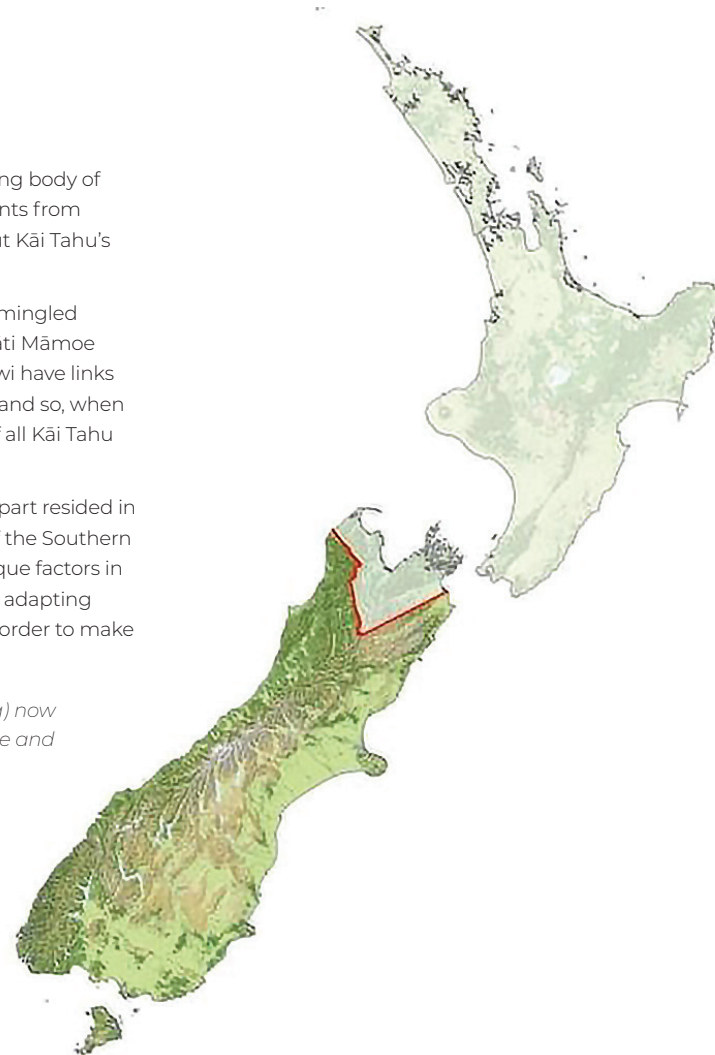 ng body of
nts from
t Kāi Tahu’s
mingled
ti Māmoe
wi have links
and so, when
all Kāi Tahu
part resided in
the Southern
que factors in
adapting
order to make
) now
e and